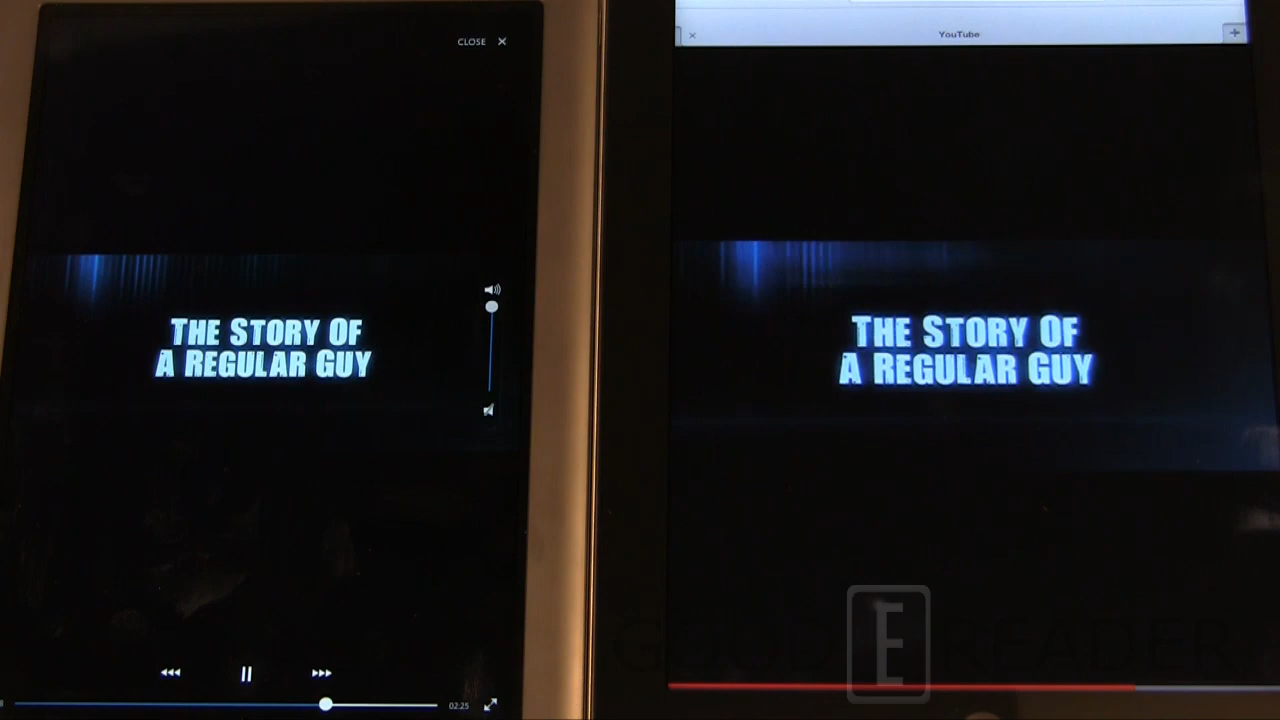 CLOSE ✕
THE STORY OF
A REGULAR GUY
02:25
× YouTube +
THE STORY OF
A REGULAR GUY
GOOD E READER